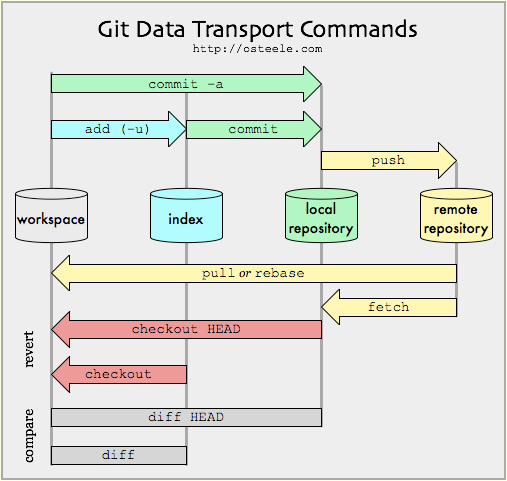 Git Data Transport Commands
http://osteele.com
commit -a
add (-u)
commit
push
workspace
index
local
repository
remote
repository
pull or rebase
fetch
revert
checkout HEAD
checkout
compare
diff HEAD
diff